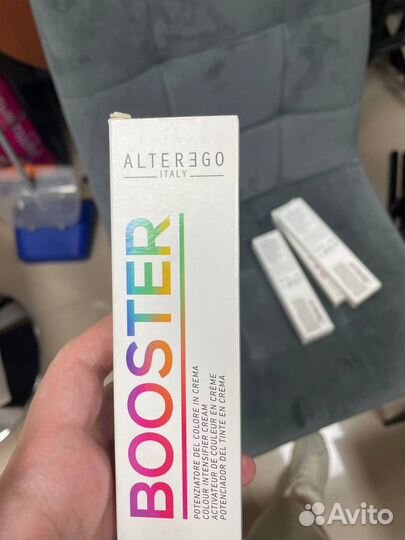 ALTERƎGO
ITALY
BOOSTER
POTENZIATORE DEL COLORE IN CREMA
COLOUR INTENSIFIER CREAM
ACTIVATEUR DE COULEUR EN CRÈME
POTENCIADOR DEL TINTE EN CREMA
Avito